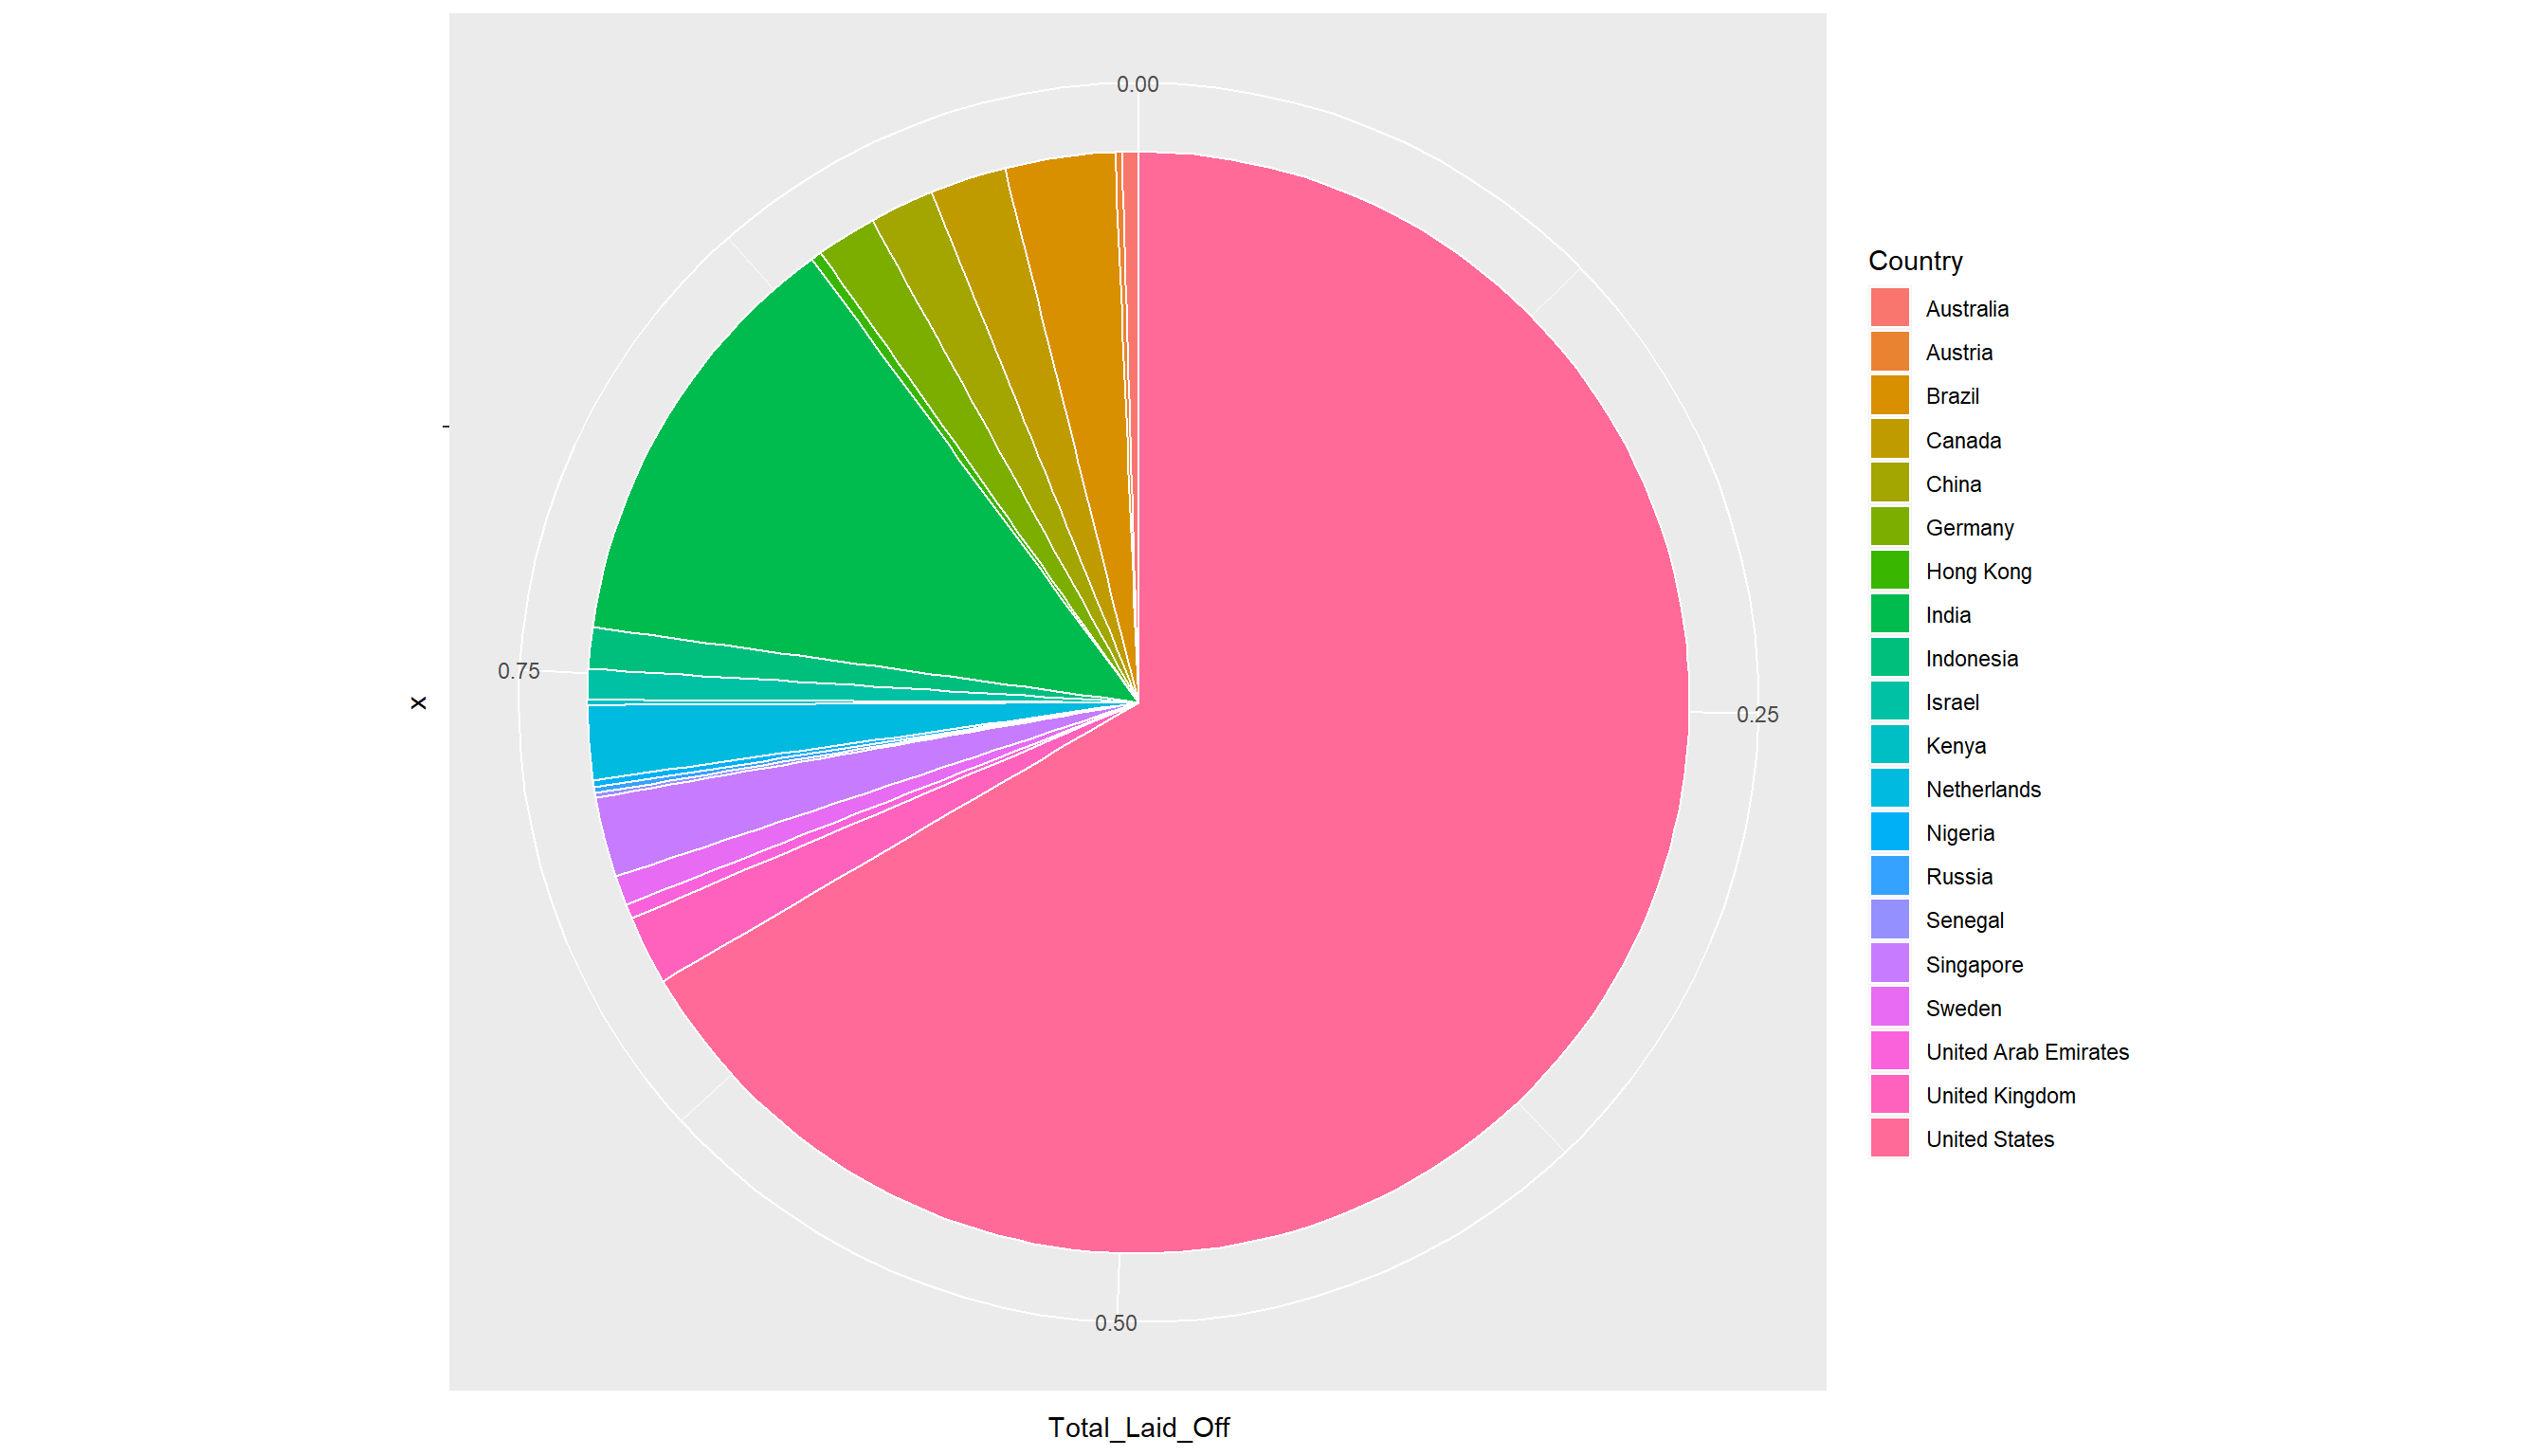 0.00
0.25
0.50
0.75
x
Total_Laid_Off
Country
Australia
Austria
Brazil
Canada
China
Germany
Hong Kong
India
Indonesia
Israel
Kenya
Netherlands
Nigeria
Russia
Senegal
Singapore
Sweden
United Arab Emirates
United Kingdom
United States